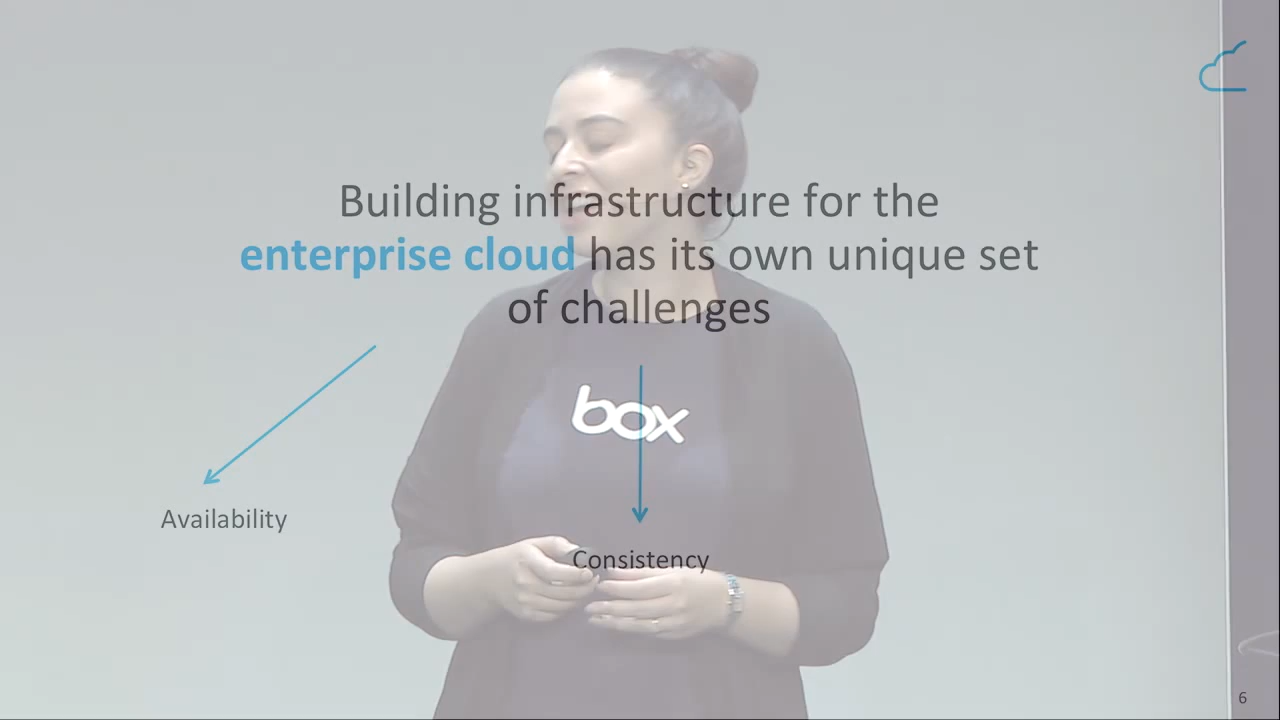 Building infrastructure for the
enterprise cloud has its own unique set
of challenges
box
Availability
Consistency
6